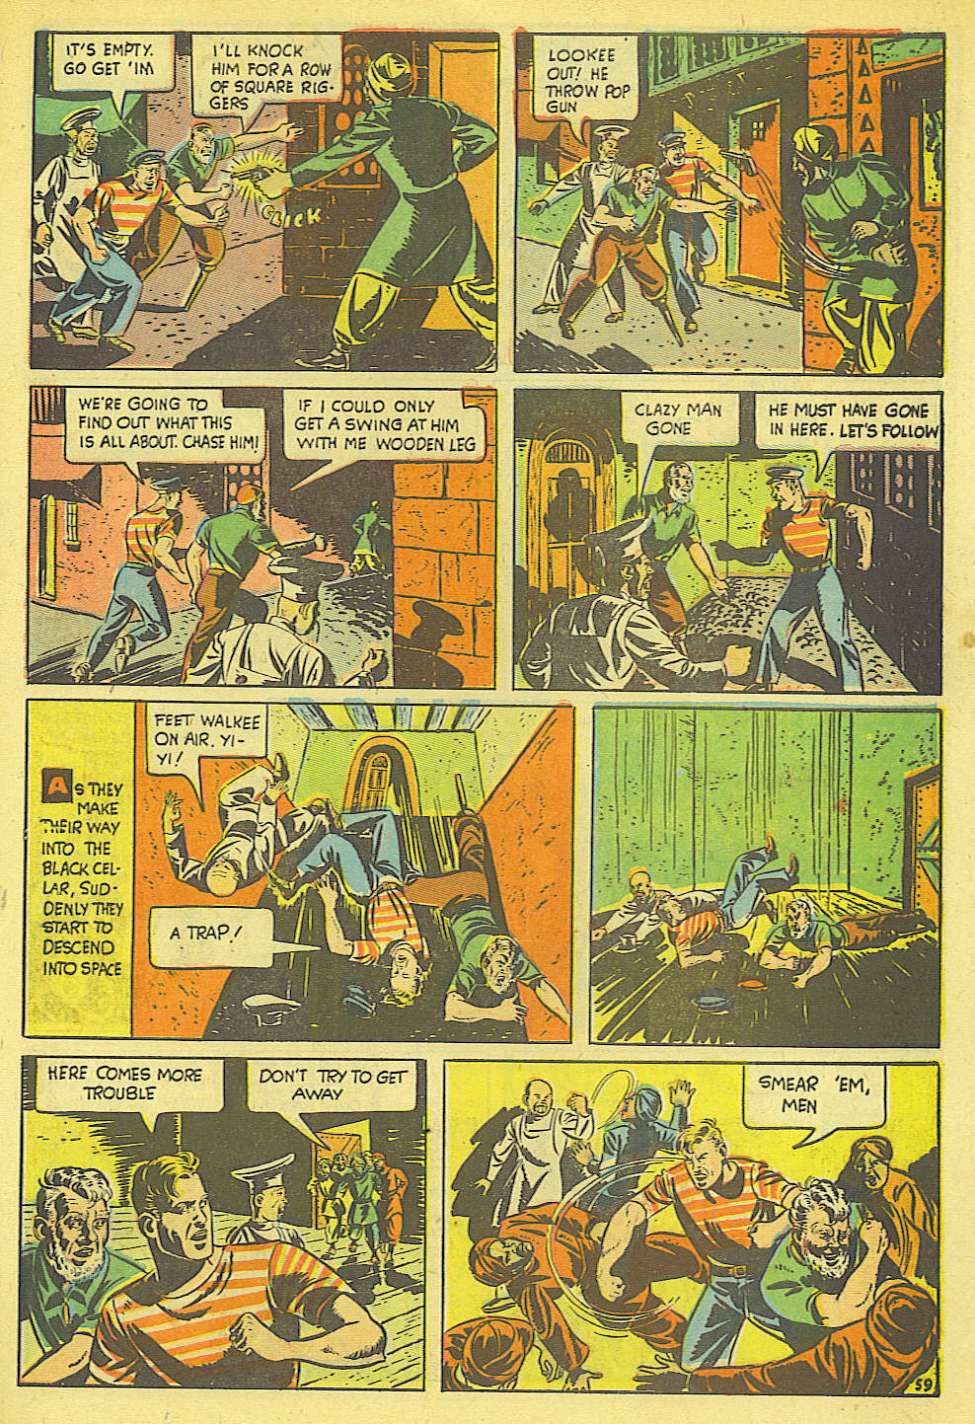 IT'S EMPTY.
GO GET 'IM
I'LL KNOCK
HIM FOR A ROW
OF SQUARE RIG-
GERS
CLICK
LOOKEE
OUT! HE
THROW POP
GUN
WE'RE GOING TO
FIND OUT WHAT THIS
IS ALL ABOUT. CHASE HIM!
IF I COULD ONLY
GET A SWING AT HIM
WITH ME WOODEN LEG
CLAZY MAN
GONE
HE MUST HAVE GONE
IN HERE. LET'S FOLLOW
AS THEY
MAKE
THEIR WAY
INTO THE
BLACK CEL-
LAR, SUD-
DENLY THEY
START TO
DESCEND
INTO SPACE
FEET WALKEE
ON AIR. YI-
YI!
A TRAP!
HERE COMES MORE
TROUBLE
DON'T TRY TO GET
AWAY
SMEAR 'EM,
MEN
59